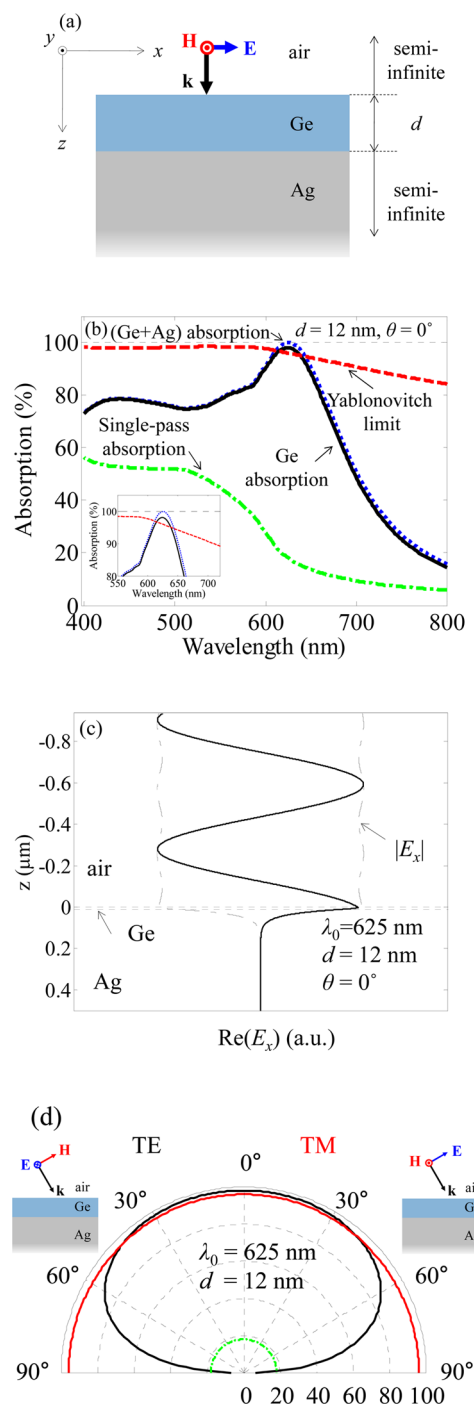 (a)
y
x
z
H
E
k
air
semi-
infinite
Ge
d
Ag
semi-
infinite
(b)
(Ge+Ag) absorption
d = 12 nm, θ = 0°
Yablonovitch
limit
Single-pass
absorption
Ge
absorption
Absorption (%)
100
80
60
40
20
0
400
500
600
700
800
Wavelength (nm)
Absorption (%)
100
95
90
85
80
550
600
650
700
Wavelength (nm)
(c)
z (μm)
-0.8
-0.6
-0.4
-0.2
0
0.2
0.4
|Eₓ|
air
Ge
Ag
λ₀=625 nm
d = 12 nm
θ = 0°
Re(Eₓ) (a.u.)
(d)
TE
TM
E
H
k
air
Ge
Ag
H
E
k
air
G
A
0°
30°
30°
60°
60°
90°
90°
λ₀ = 625 nm
d = 12 nm
0 20 40 60 80 100